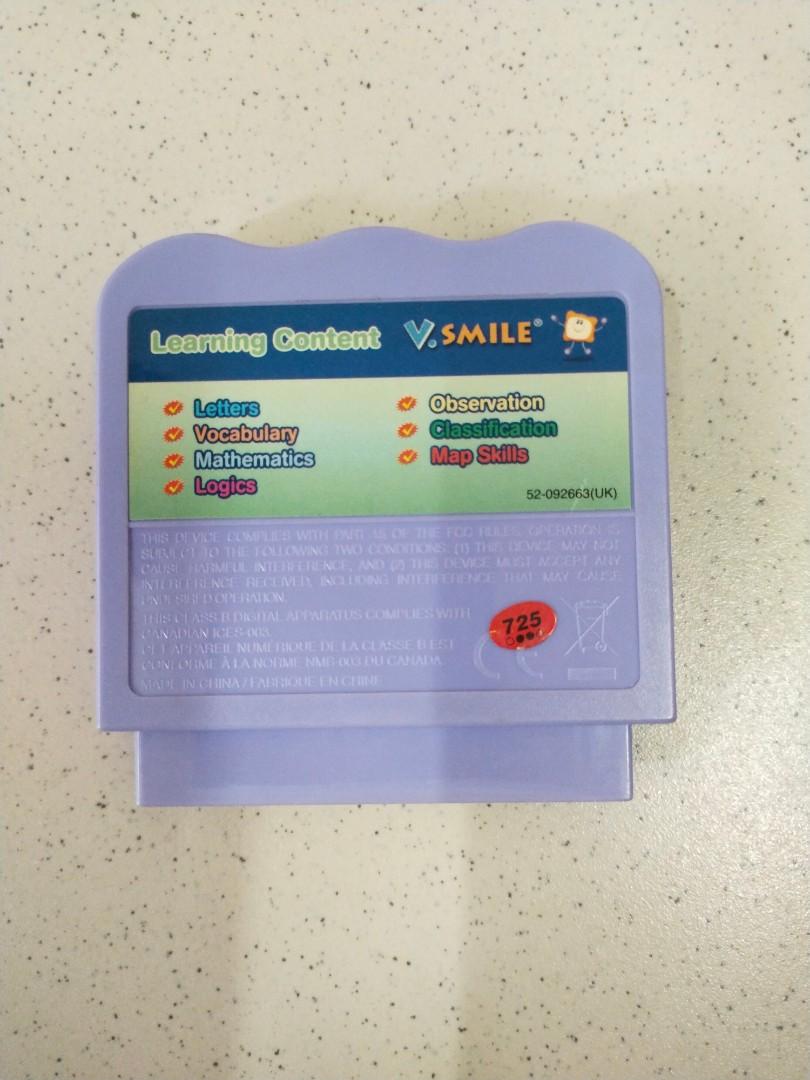 Learning Content V.SMILE®
Letters
Vocabulary
Mathematics
Logics
Observation
Classification
Map Skills
52-092663(UK)
THIS DEVICE COMPLIES WITH PART 15 OF THE FCC RULES. OPERATION IS
SUBJECT TO THE FOLLOWING TWO CONDITIONS: (1) THIS DEVICE MAY NOT
CAUSE HARMFUL INTERFERENCE, AND (2) THIS DEVICE MUST ACCEPT ANY
INTERFERENCE RECEIVED, INCLUDING INTERFERENCE THAT MAY CAUSE
UNDESIRED OPERATION.
THIS CLASS B DIGITAL APPARATUS COMPLIES WITH
CANADIAN ICES-003.
CET APPAREIL NUMÉRIQUE DE LA CLASSE B EST
CONFORME À LA NORME NMB-003 DU CANADA.
MADE IN CHINA / FABRIQUÉ EN CHINE
725
CE